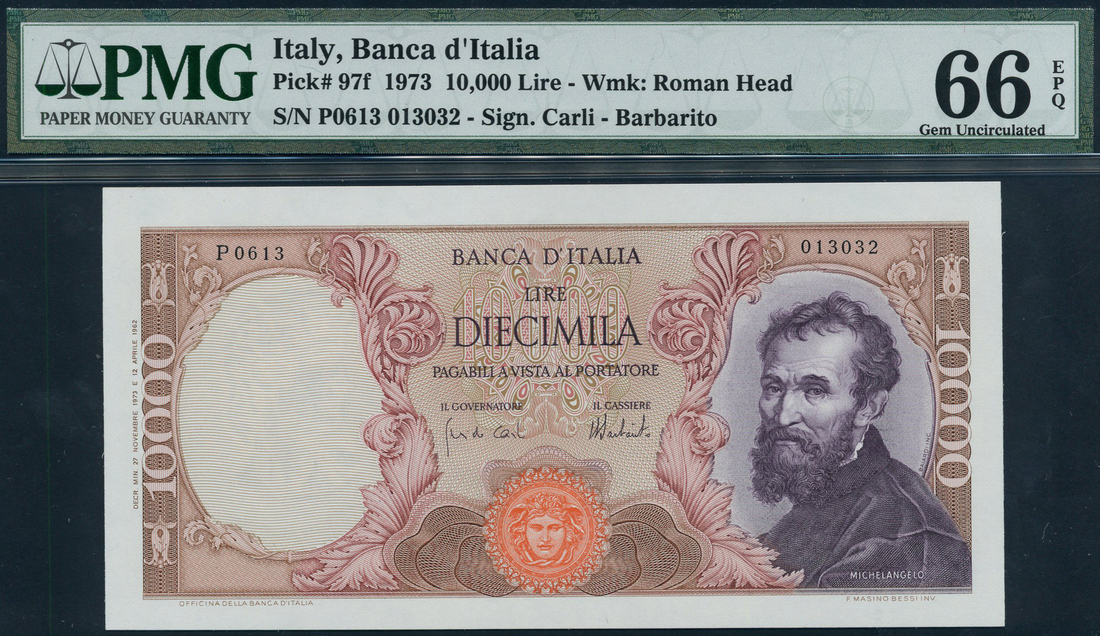 PMG
PAPER MONEY GUARANTY
Italy, Banca d'Italia
Pick# 97f 1973 10,000 Lire - Wmk: Roman Head
S/N P0613 013032 - Sign. Carli - Barbarito
66
EPQ
Gem Uncirculated
P 0613
013032
BANCA D'ITALIA
10000
LIRE
DIECIMILA
PAGABILI A VISTA AL PORTATORE
IL GOVERNATORE
IL CASSIERE
DECR. MIN. 27 NOVEMBRE 1973 E 12 APRILE 1962
10000
10000
MICHELANGELO
OFFICINA DELLA BANCA D'ITALIA
F. MASINO-BESSI INV.